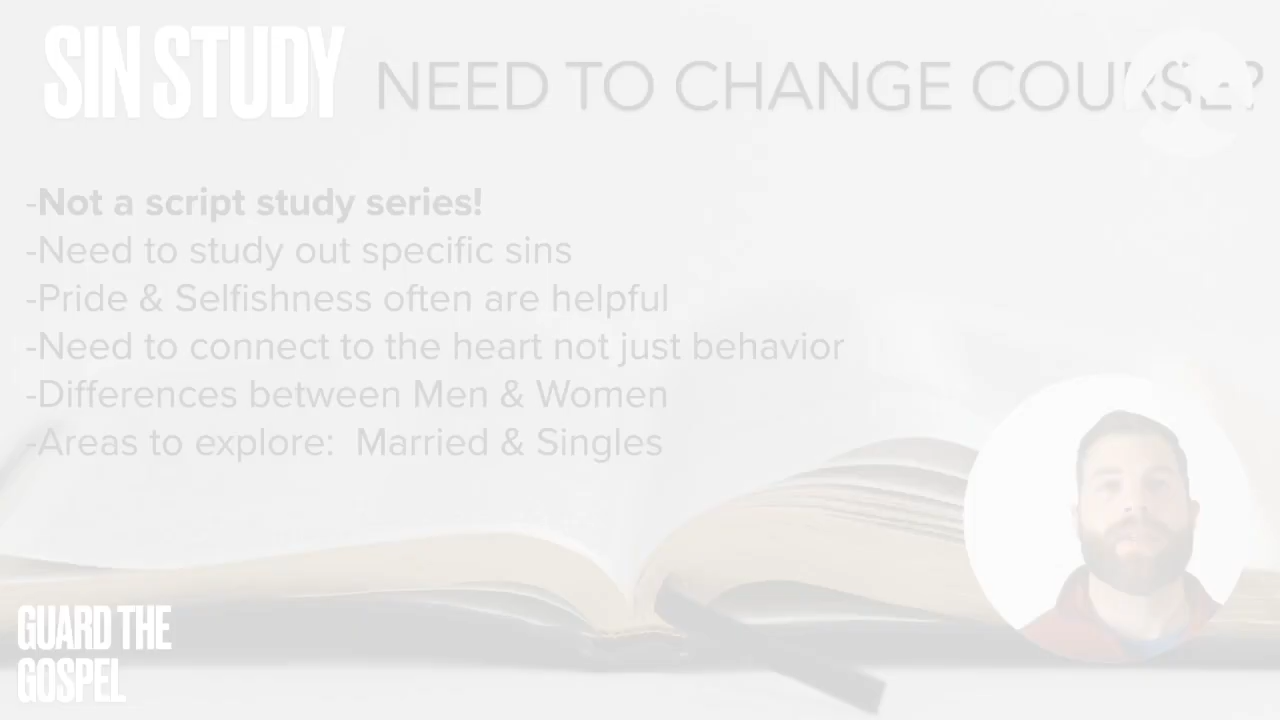 SIN STUDY NEED TO CHANGE COURSE?
-Not a script study series!
-Need to study out specific sins
-Pride & Selfishness often are helpful
-Need to connect to the heart not just behavior
-Differences between Men & Women
-Areas to explore:  Married & Singles
GUARD THE
GOSPEL